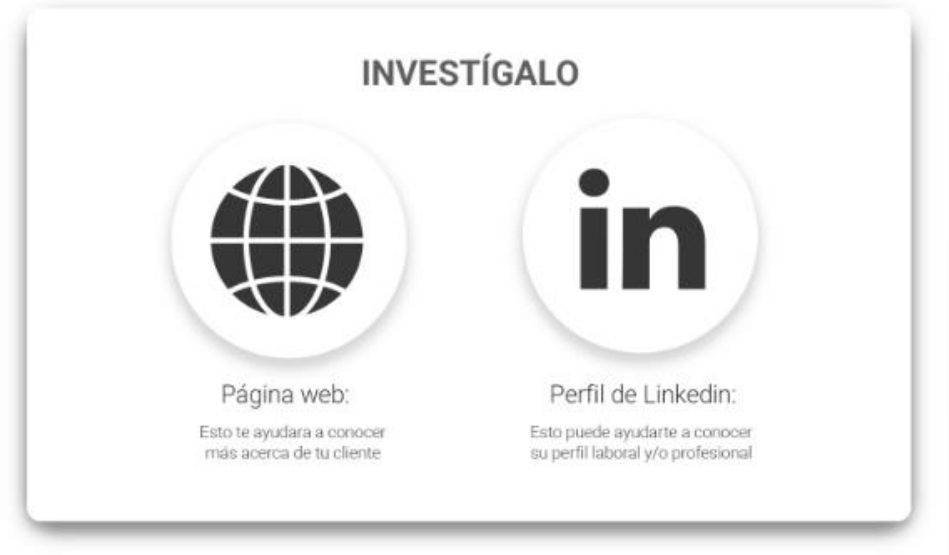 INVESTÍGALO
in
Página web:
Esto te ayudara a conocer
más acerca de tu cliente
Perfil de Linkedin:
Esto puede ayudarte a conocer
su perfil laboral y/o profesional